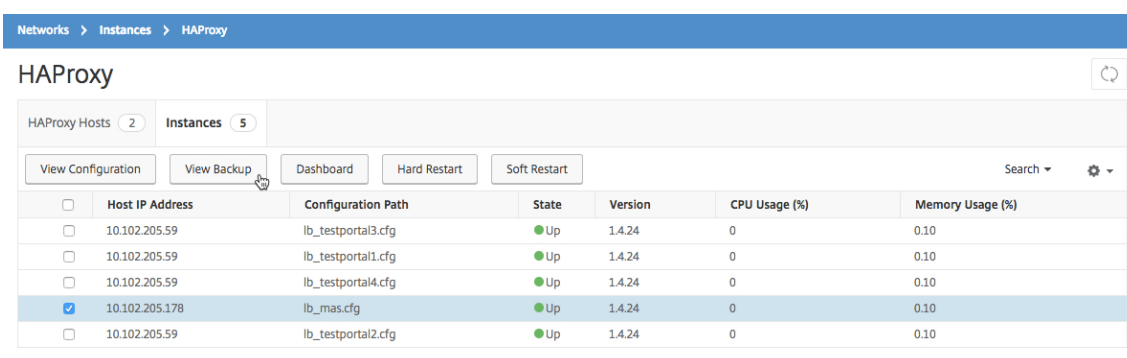 Networks > Instances > HAProxy
HAProxy
HAProxy Hosts 2 Instances 5
View Configuration View Backup Dashboard Hard Restart Soft Restart Search
Host IP Address Configuration Path State Version CPU Usage (%) Memory Usage (%)
10.102.205.59 lb_testportal3.cfg Up 1.4.24 0 0.10
10.102.205.59 lb_testportal1.cfg Up 1.4.24 0 0.10
10.102.205.59 lb_testportal4.cfg Up 1.4.24 0 0.10
10.102.205.178 lb_mas.cfg Up 1.4.24 0 0.10
10.102.205.59 lb_testportal2.cfg Up 1.4.24 0 0.10